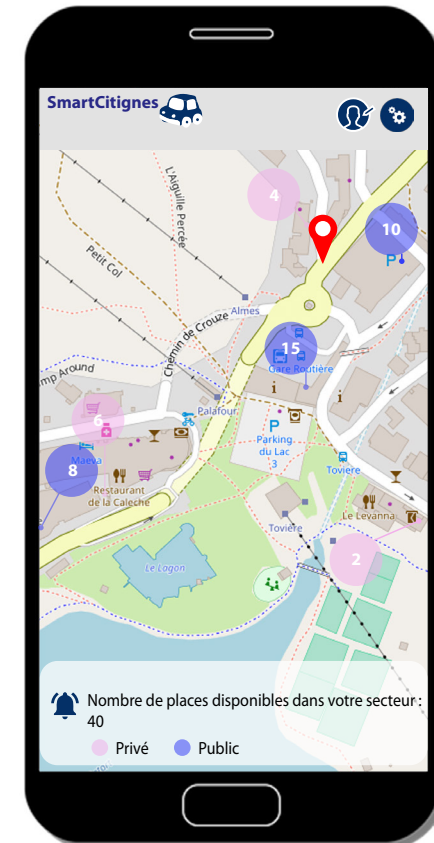 SmartCitignes
4
10
P
L'Aiguille Percée
Petit Col
Almes
Chemin de Crouze
15
Gare Routière
mp Around
6
Palafour
i
i
P
Parking
du Lac
3
8
Maeva
Restaurant
de la Caleche
Toviere
Le Levanna
Tovière
2
Le Lagon
Nombre de places disponibles dans votre secteur :
40
Privé
Public